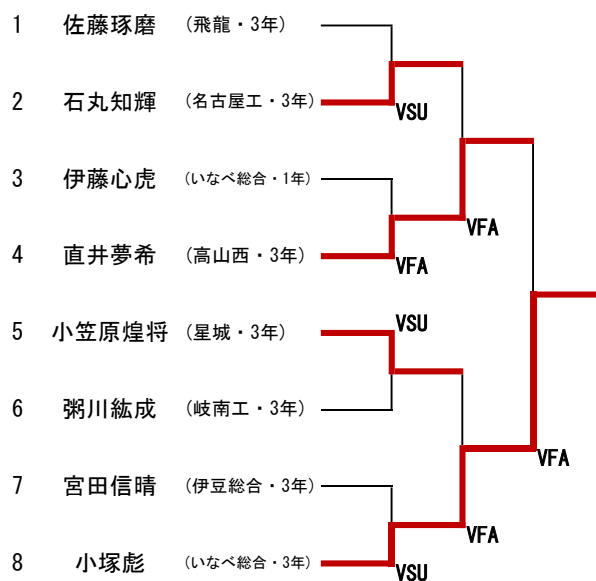 1 佐藤琢磨 (飛龍・3年)
2 石丸知輝 (名古屋工・3年)
VSU
3 伊藤心虎 (いなべ総合・1年)
VFA
4 直井夢希 (高山西・3年)
VFA
VSU
5 小笠原煌将 (星城・3年)
6 粥川紘成 (岐南工・3年)
VFA
7 宮田信晴 (伊豆総合・3年)
VFA
8 小塚彪 (いなべ総合・3年)
VSU